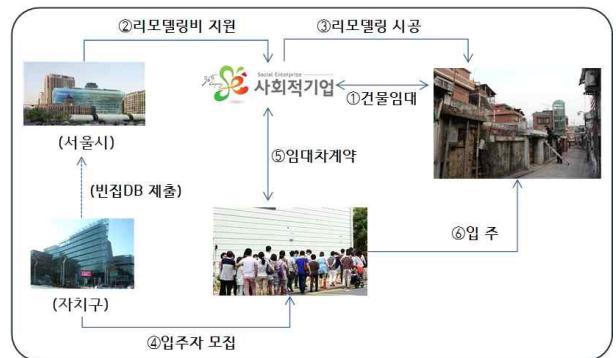 ②리모델링비 지원
③리모델링 시공
Social Enterprise
사회적기업
①건물임대
(서울시)
⑤임대차계약
(빈집DB 제출)
⑥입 주
(자치구)
④입주자 모집